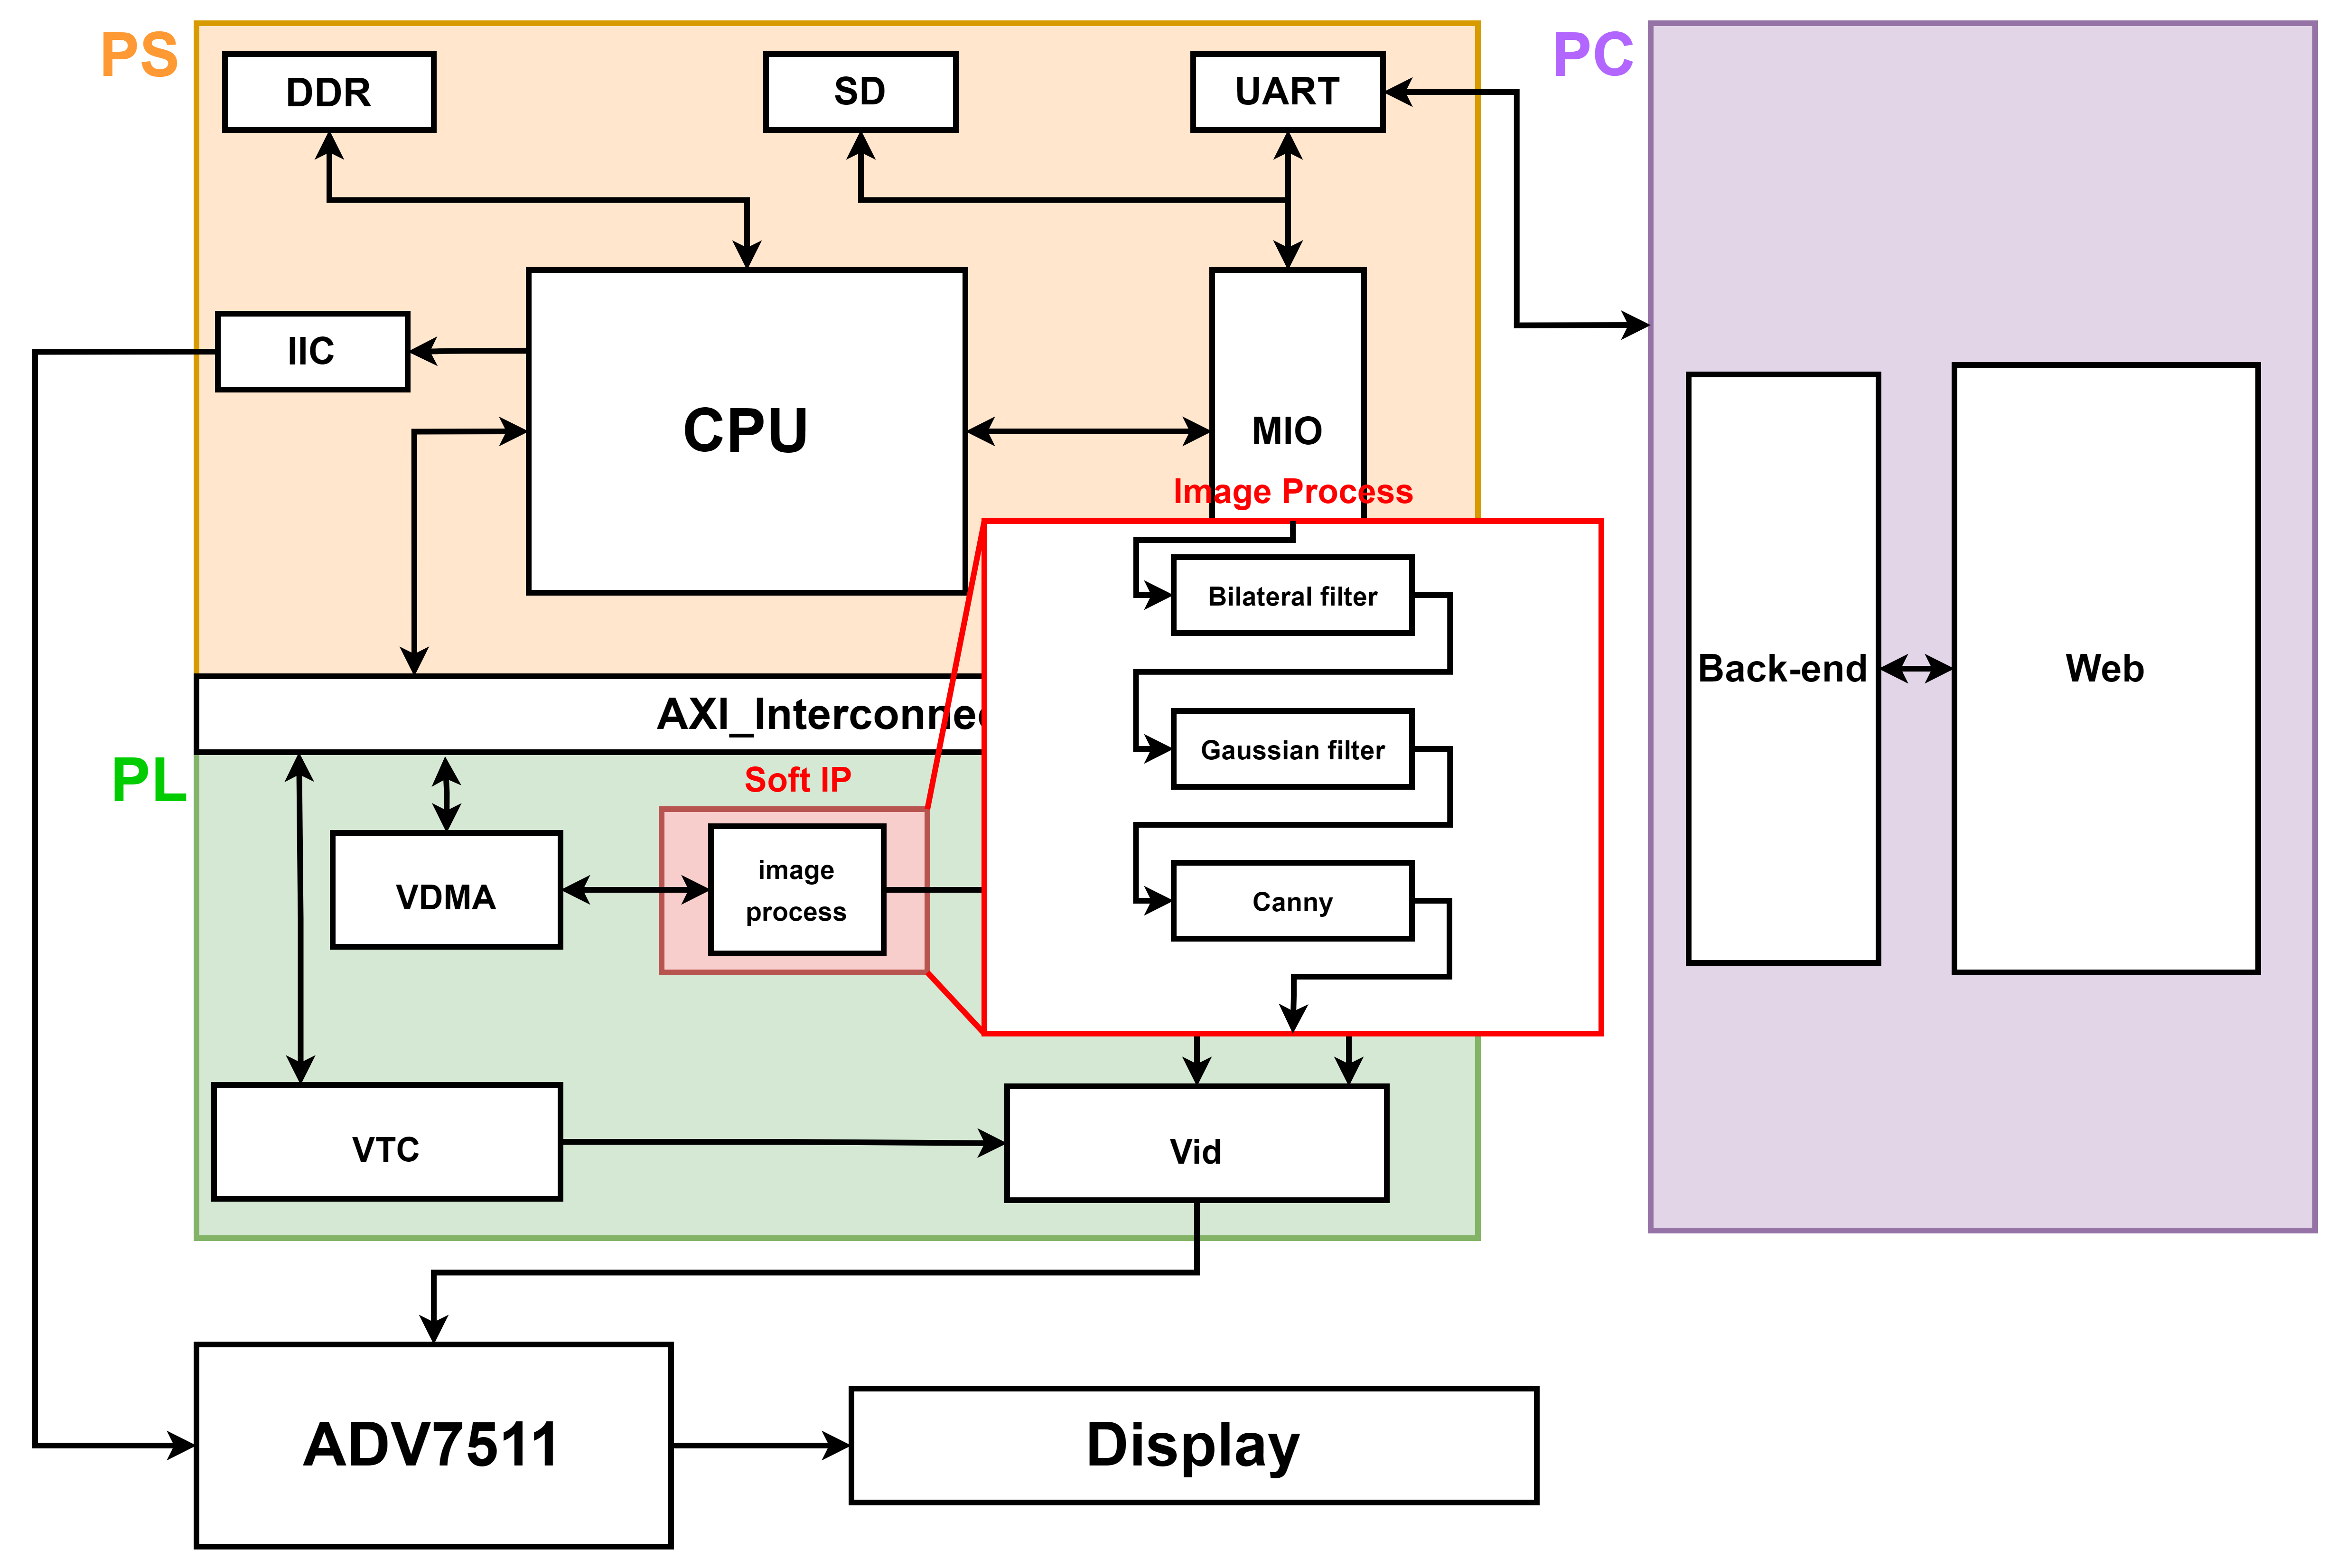 PS
DDR
SD
UART
PC
IIC
CPU
MIO
Image Process
Bilateral filter
AXI_Interconnec
Back-end
Web
PL
Soft IP
Gaussian filter
image
process
VDMA
Canny
VTC
Vid
ADV7511
Display